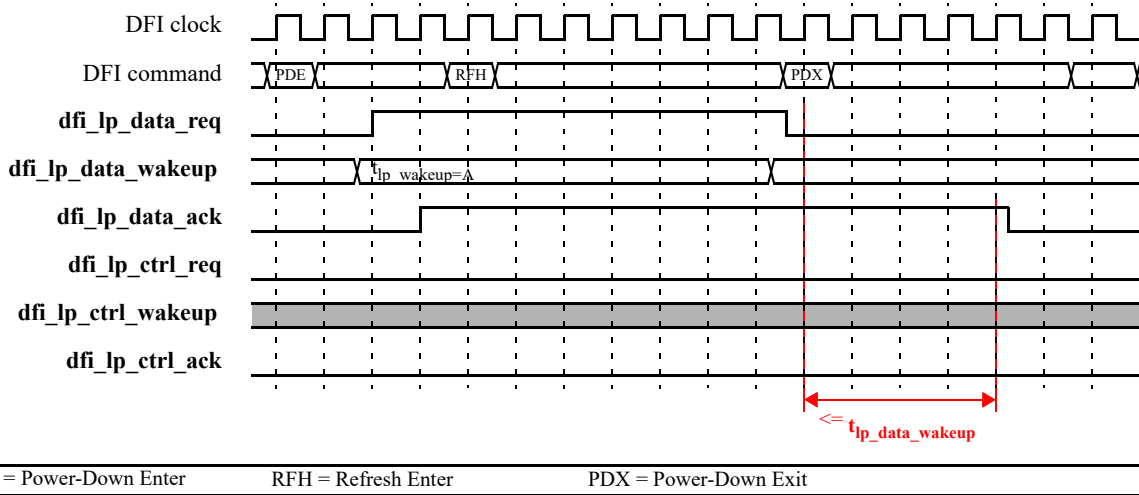 DFI clock
DFI command PDE RFH PDX
dfi_lp_data_req
dfi_lp_data_wakeup tlp_wakeup=A
dfi_lp_data_ack
dfi_lp_ctrl_req
dfi_lp_ctrl_wakeup
dfi_lp_ctrl_ack
<= tlp_data_wakeup
= Power-Down Enter RFH = Refresh Enter PDX = Power-Down Exit